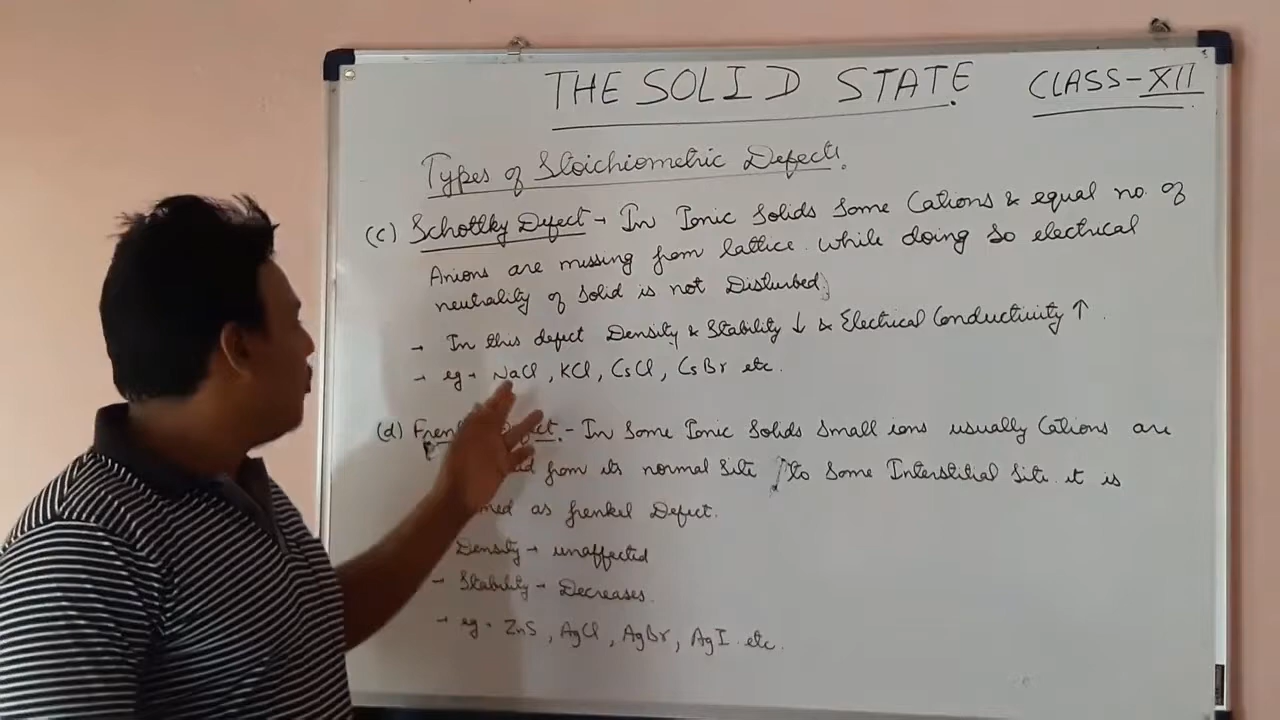 THE SOLID STATE CLASS-XII
Types of Stoichiometric Defects.
(c) Schottky Defect → In Ionic Solids Some Cations & equal no. of
Anions are missing from lattice. While doing so electrical
neutrality of Solid is not Disturbed.
→ In this defect Density & Stability ↓ & Electrical Conductivity ↑.
→ eg → NaCl, KCl, CsCl, CsBr etc.
(d) - In Some Ionic Solids Small ions usually Cations are
from its normal Site to Some Interstitial Site. it is
as frenkel Defect.
Density → unaffected
→ Stability → Decreases.
→ eg - ZnS, AgCl, AgBr, AgI. etc.